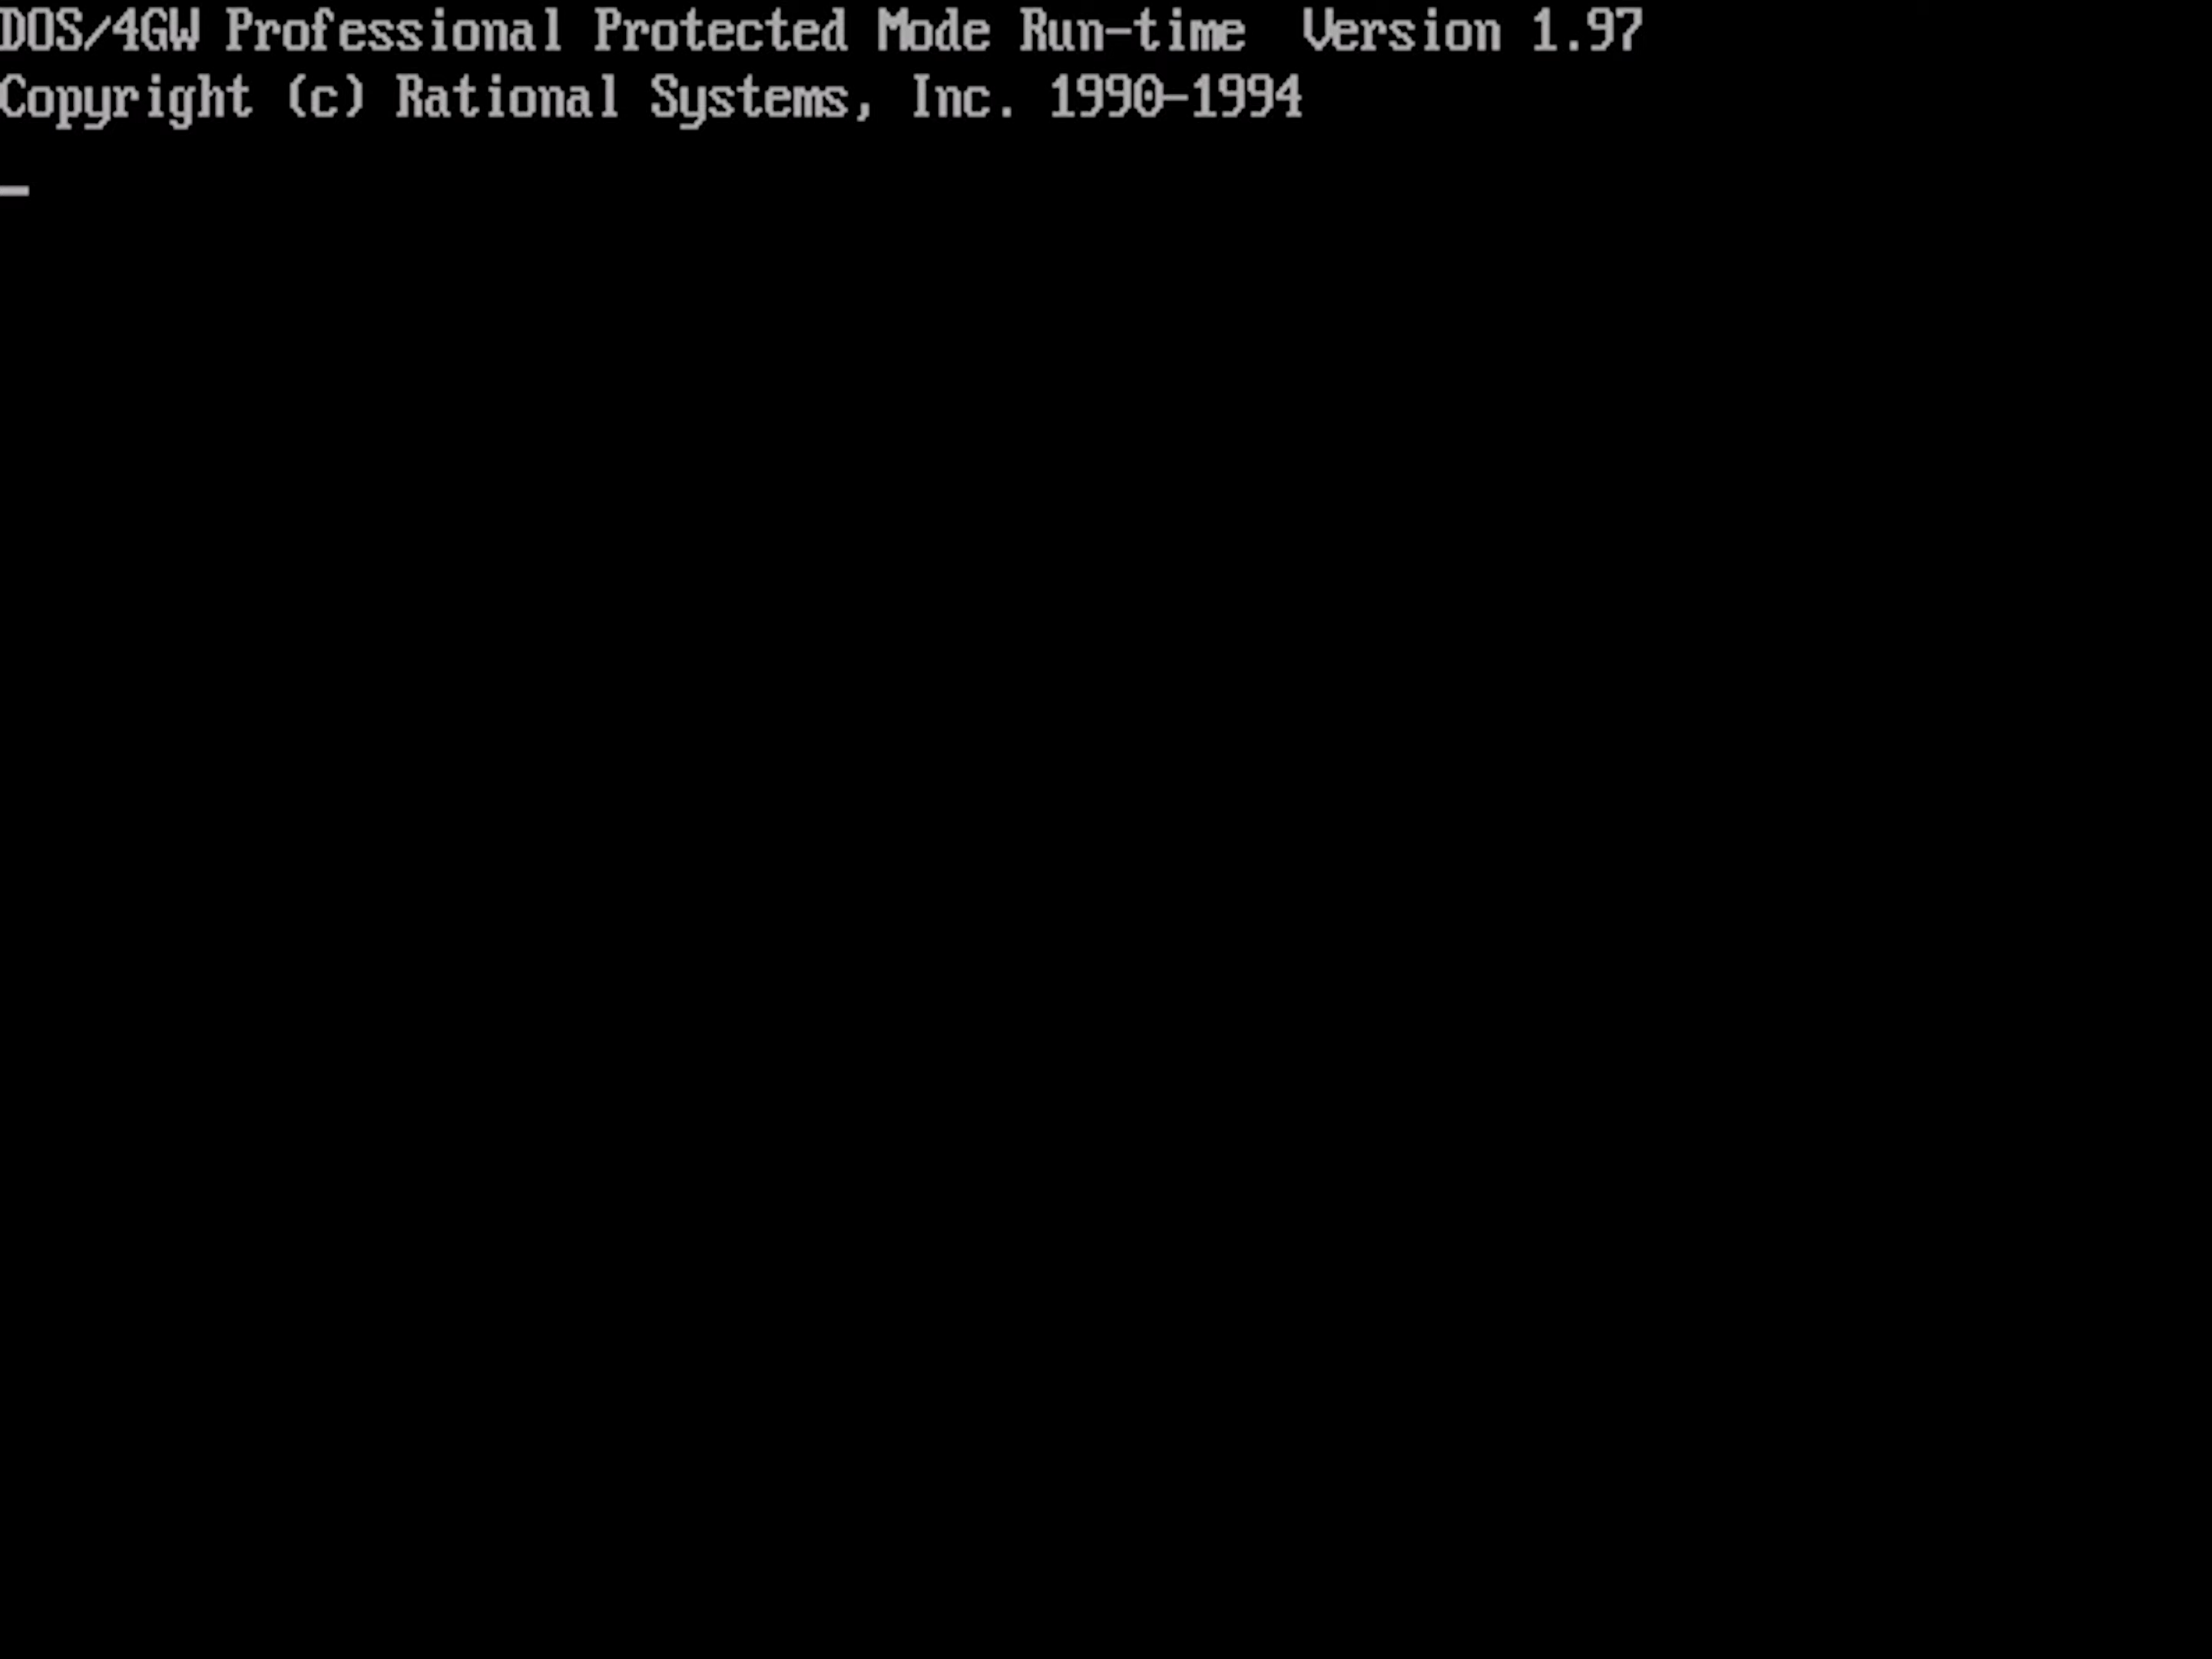 DOS/4GW Professional Protected Mode Run-time  Version 1.97
Copyright (c) Rational Systems, Inc. 1990-1994